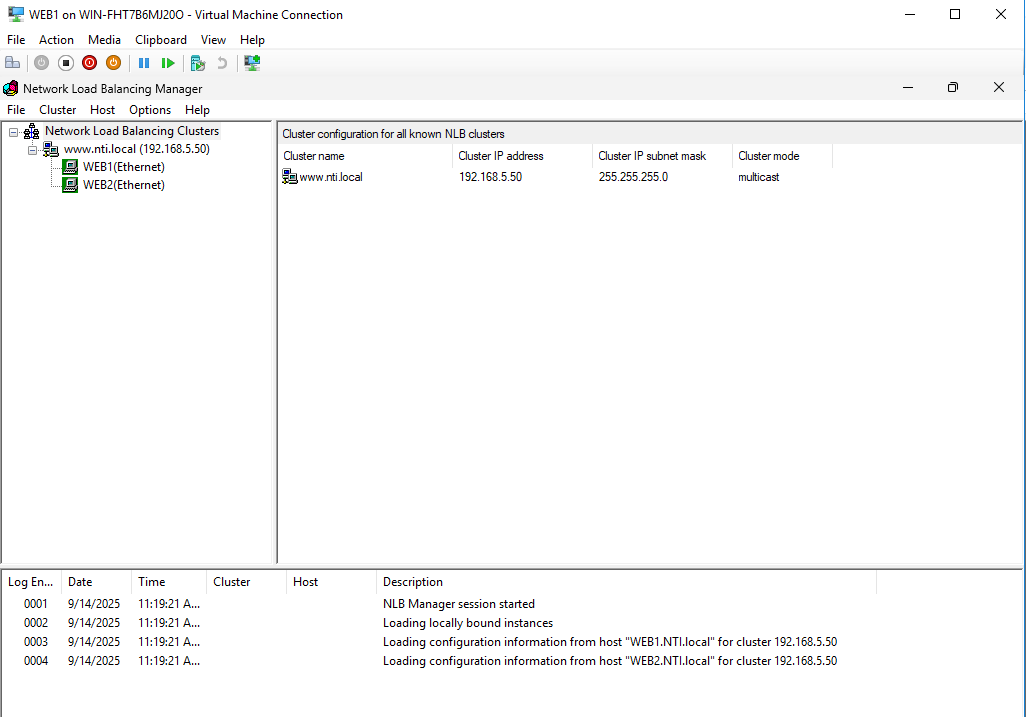 WEB1 on WIN-FHT7B6MJ20O - Virtual Machine Connection
File Action Media Clipboard View Help
Network Load Balancing Manager
File Cluster Host Options Help
Network Load Balancing Clusters
www.nti.local (192.168.5.50)
WEB1(Ethernet)
WEB2(Ethernet)
Cluster configuration for all known NLB clusters
Cluster name Cluster IP address Cluster IP subnet mask Cluster mode
www.nti.local 192.168.5.50 255.255.255.0 multicast
Log En... Date Time Cluster Host Description
0001 9/14/2025 11:19:21 A... NLB Manager session started
0002 9/14/2025 11:19:21 A... Loading locally bound instances
0003 9/14/2025 11:19:21 A... Loading configuration information from host "WEB1.NTI.local" for cluster 192.168.5.50
0004 9/14/2025 11:19:21 A... Loading configuration information from host "WEB2.NTI.local" for cluster 192.168.5.50